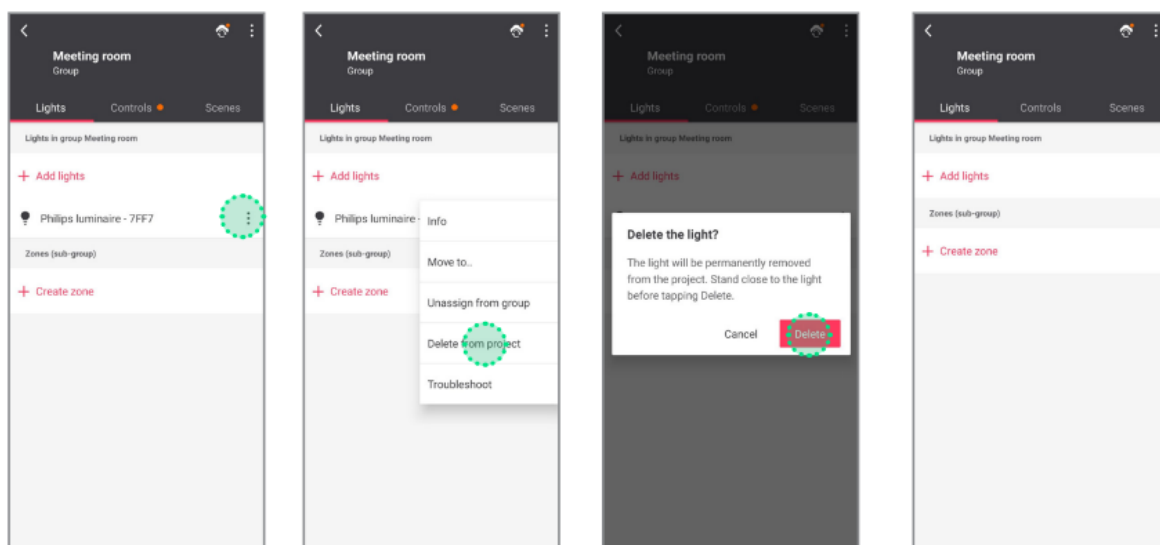 Meeting room
Group
Lights Controls Scenes
Lights in group Meeting room
+ Add lights
Philips luminaire - 7FF7
Zones (sub-group)
+ Create zone
Meeting room
Group
Lights Controls Scenes
Lights in group Meeting room
+ Add lights
Philips luminaire -
Zones (sub-group)
+ Create zone
Info
Move to..
Unassign from group
Delete from project
Troubleshoot
Meeting room
Group
Lights Controls Scenes
Lights in group Meeting room
+ Add lights
Delete the light?
The light will be permanently removed
from the project. Stand close to the light
before tapping Delete.
Cancel Delete
Meeting room
Group
Lights Controls Scenes
Lights in group Meeting room
+ Add lights
Zones (sub-group)
+ Create zone